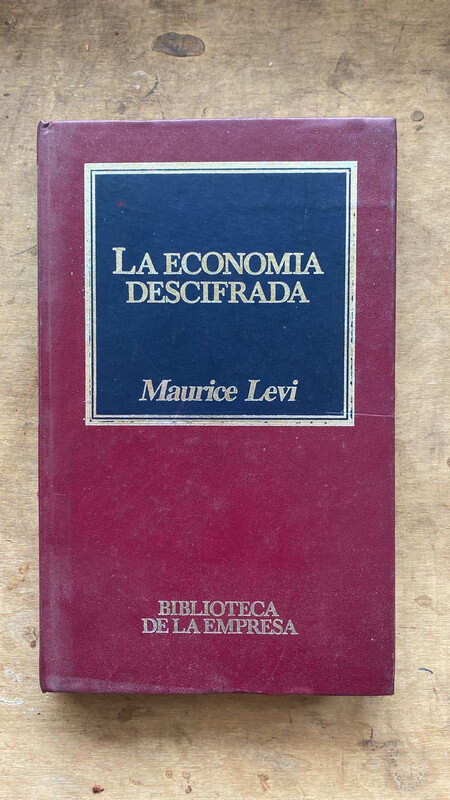 LA ECONOMIA
DESCIFRADA
Maurice Levi
BIBLIOTECA
DE LA EMPRESA